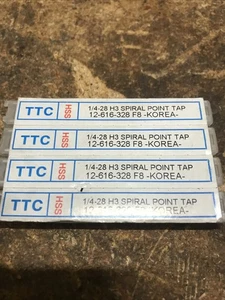 TTC
HSS
1/4-28 H3 SPIRAL POINT TAP
12-616-328 F8 -KOREA-
TTC
HSS
1/4-28 H3 SPIRAL POINT TAP
12-616-328 F8 -KOREA-
TTC
HSS
1/4-28 H3 SPIRAL POINT TAP
12-616-328 F8 -KOREA-
TTC
HSS
1/4-28 H3 SPIRAL POINT TAP
-KOREA-